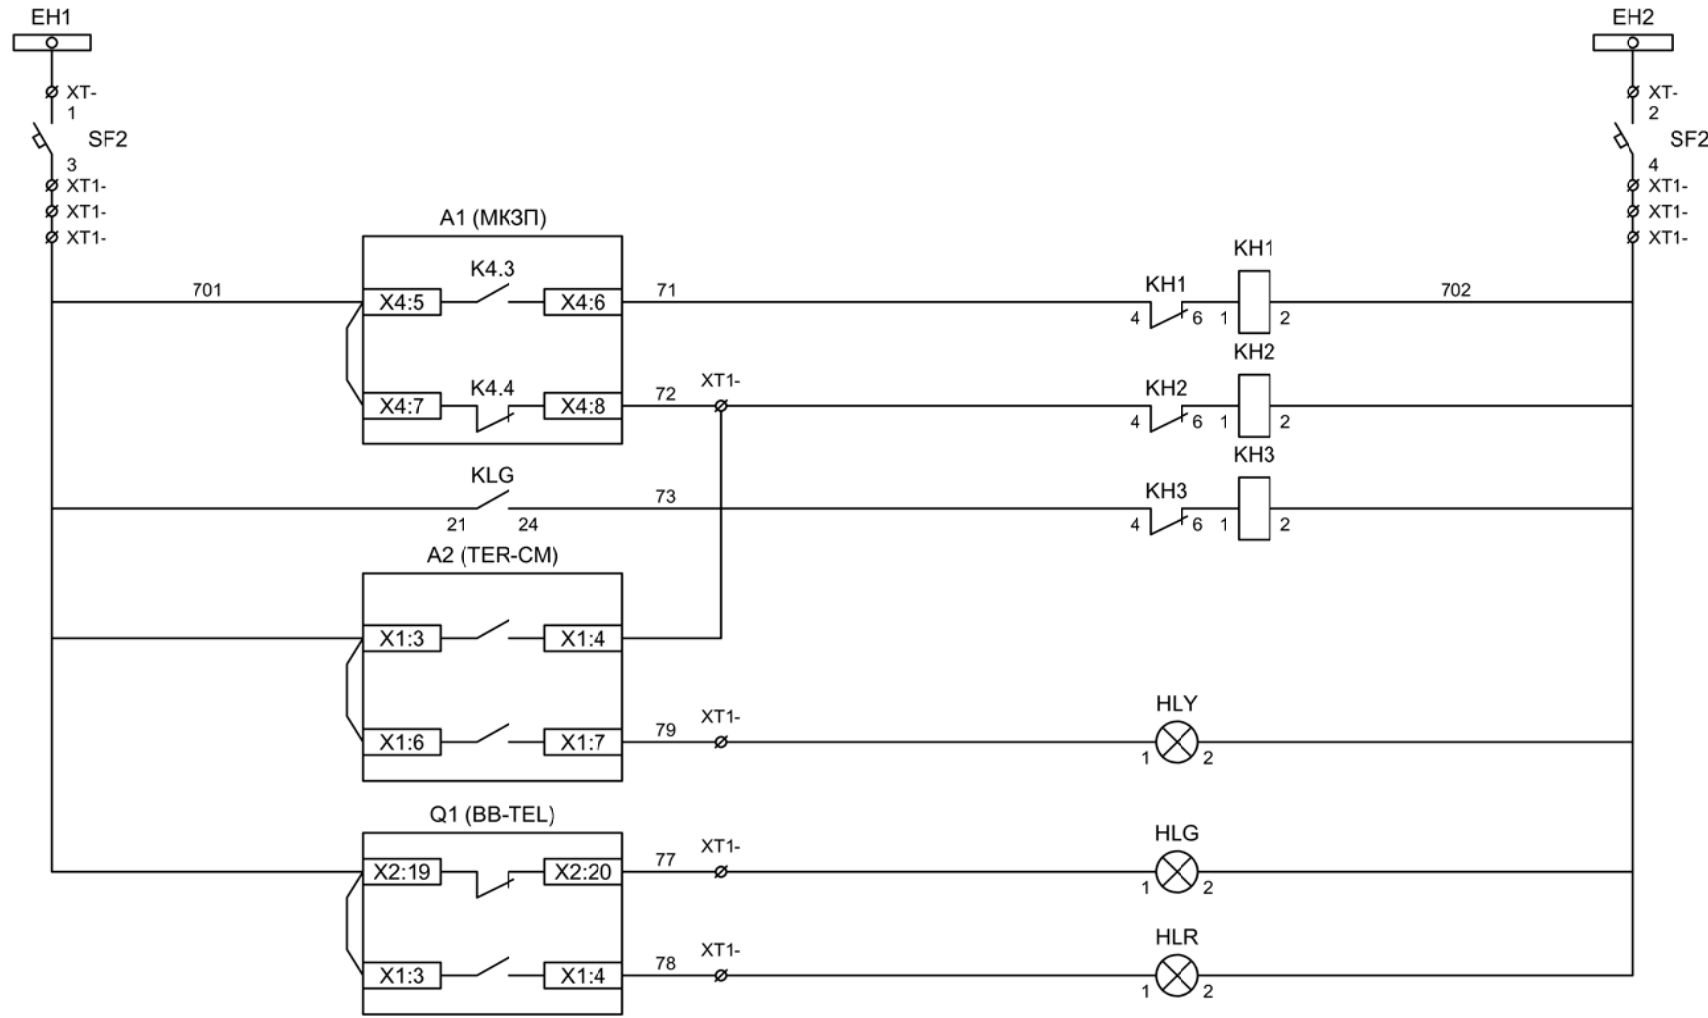 EH1
EH2
XT-
XT-
1
2
SF2
SF2
3
4
XT1-
XT1-
XT1-
XT1-
XT1-
XT1-
A1 (МКЗП)
K4.3
KH1
KH1
701
X4:5
X4:6
71
4
6
1
2
702
K4.4
XT1-
KH2
KH2
X4:7
X4:8
72
4
6
1
2
KLG
73
KH3
KH3
21
24
4
6
1
2
A2 (TER-CM)
X1:3
X1:4
XT1-
HLY
X1:6
X1:7
79
1
2
Q1 (BB-TEL)
XT1-
HLG
X2:19
X2:20
77
1
2
XT1-
HLR
X1:3
X1:4
78
1
2